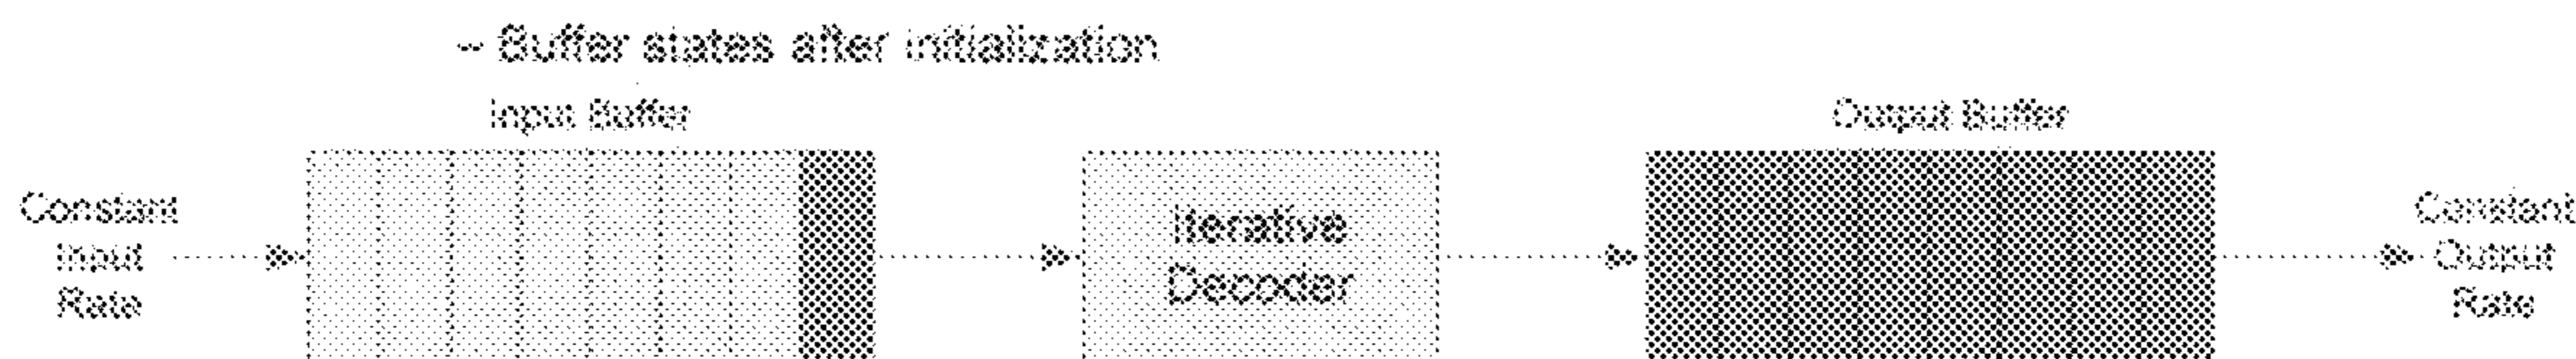 – Buffer states after initialization
Input Buffer
Output Buffer
Constant
Input
Rate
Iterative
Decoder
Constant
Output
Rate